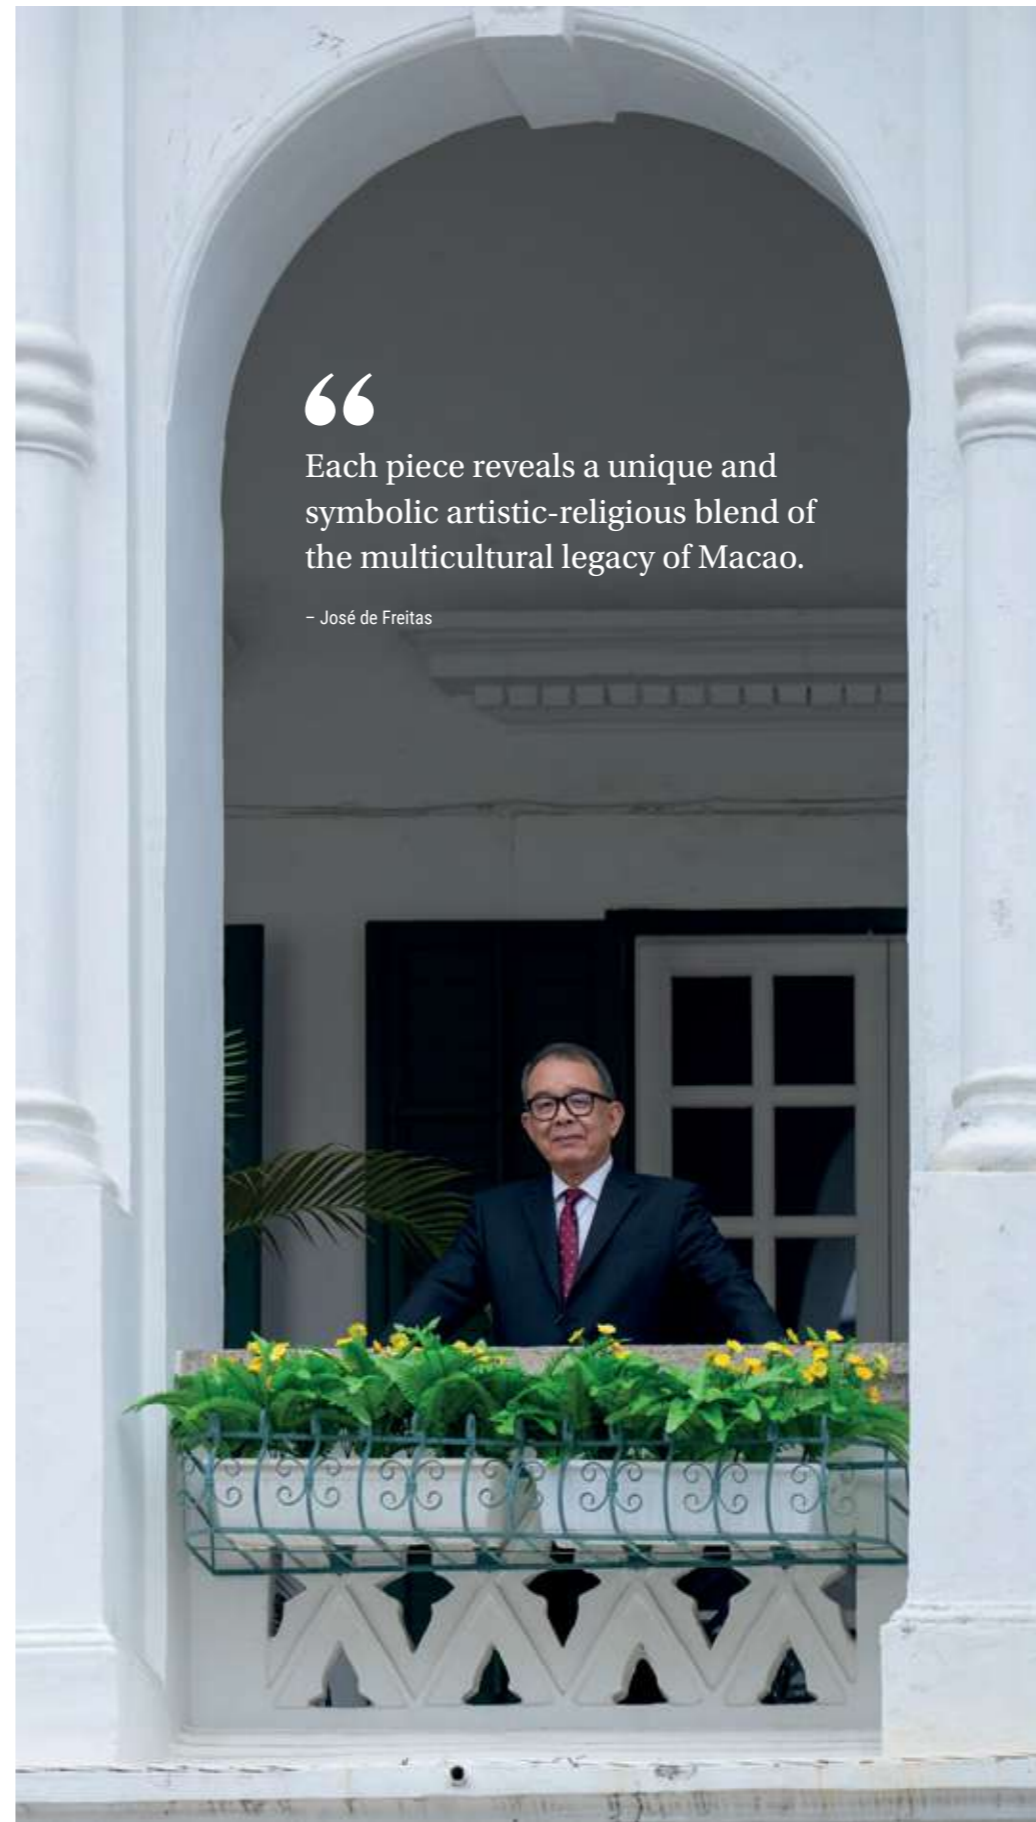 “
Each piece reveals a unique and
symbolic artistic-religious blend of
the multicultural legacy of Macao.
– José de Freitas